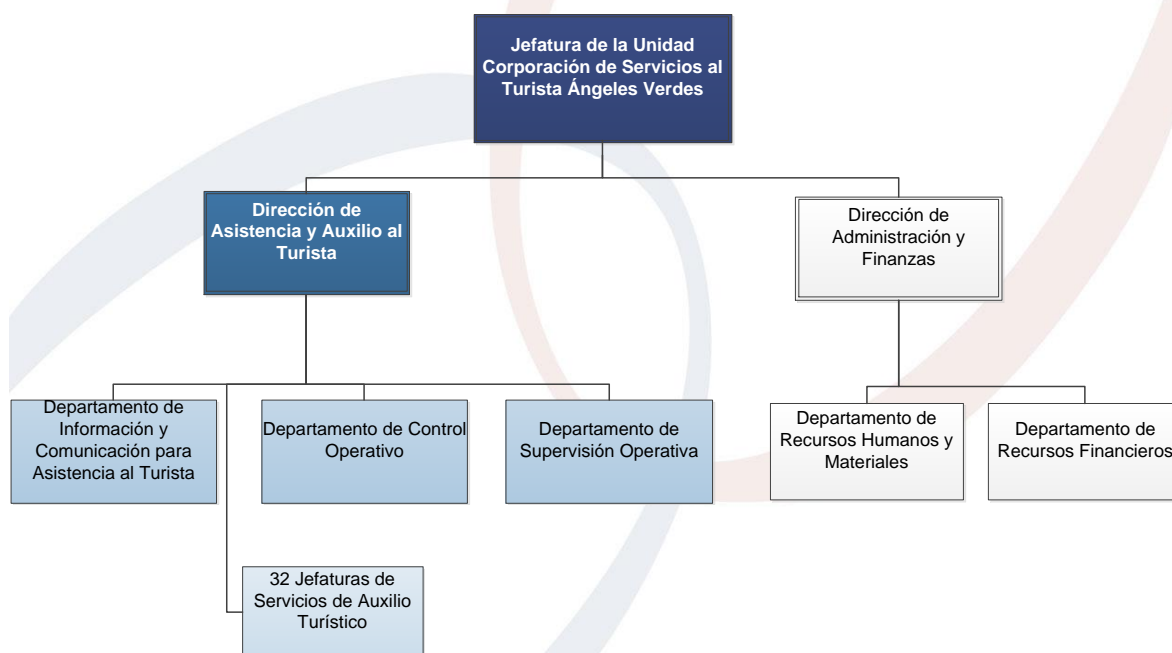 Jefatura de la Unidad
Corporación de Servicios al
Turista Ángeles Verdes
Dirección de
Asistencia y Auxilio al
Turista
Dirección de
Administración y
Finanzas
Departamento de
Información y
Comunicación para
Asistencia al Turista
Departamento de Control
Operativo
Departamento de
Supervisión Operativa
Departamento de
Recursos Humanos y
Materiales
Departamento de
Recursos Financieros
32 Jefaturas de
Servicios de Auxilio
Turístico